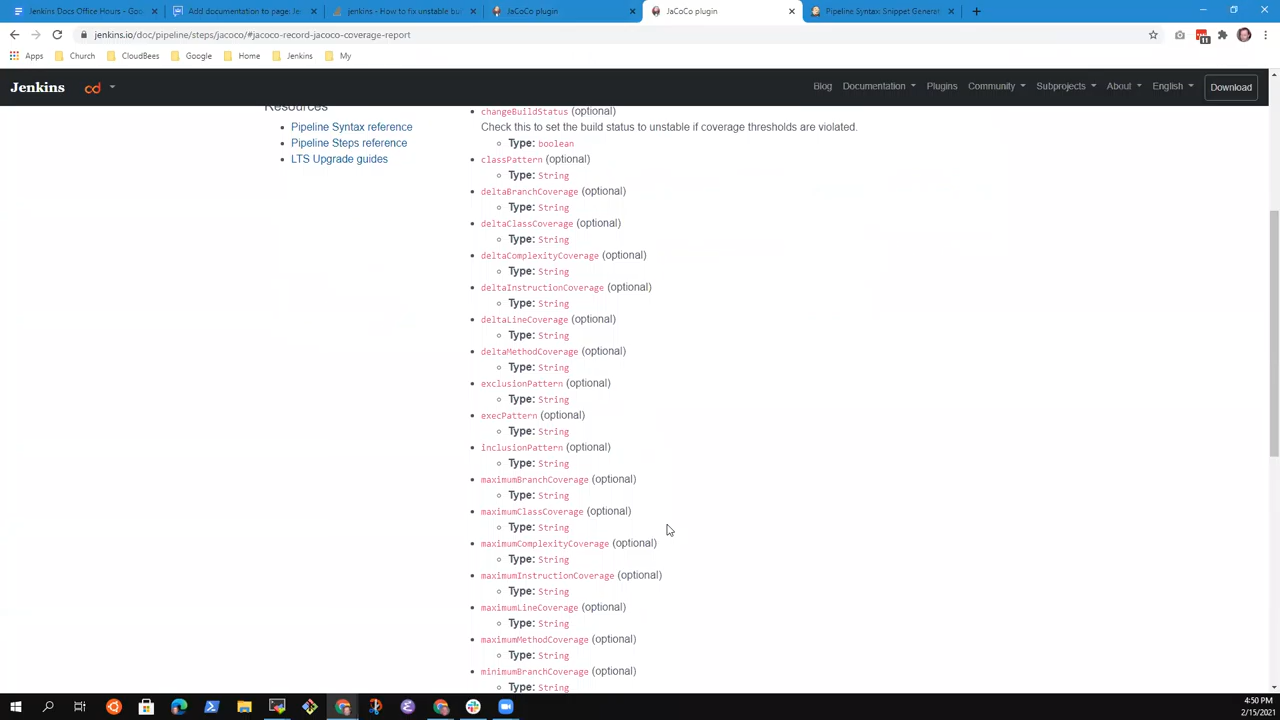 Jenkins Docs Office Hours - Goo
Add documentation to page: Jen
jenkins - How to fix unstable bui
JaCoCo plugin
JaCoCo plugin
Pipeline Syntax: Snippet Generat
jenkins.io/doc/pipeline/steps/jacoco/#jacoco-record-jacoco-coverage-report
11
Apps
Church
CloudBees
Google
Home
Jenkins
My
Jenkins
cd
Blog
Documentation
Plugins
Community
Subprojects
About
English
Download
Resources
Pipeline Syntax reference
Pipeline Steps reference
LTS Upgrade guides
changeBuildStatus (optional)
Check this to set the build status to unstable if coverage thresholds are violated.
Type: boolean
classPattern (optional)
Type: String
deltaBranchCoverage (optional)
Type: String
deltaClassCoverage (optional)
Type: String
deltaComplexityCoverage (optional)
Type: String
deltaInstructionCoverage (optional)
Type: String
deltaLineCoverage (optional)
Type: String
deltaMethodCoverage (optional)
Type: String
exclusionPattern (optional)
Type: String
execPattern (optional)
Type: String
inclusionPattern (optional)
Type: String
maximumBranchCoverage (optional)
Type: String
maximumClassCoverage (optional)
Type: String
maximumComplexityCoverage (optional)
Type: String
maximumInstructionCoverage (optional)
Type: String
maximumLineCoverage (optional)
Type: String
maximumMethodCoverage (optional)
Type: String
minimumBranchCoverage (optional)
Type: String
4:50 PM
2/15/2021